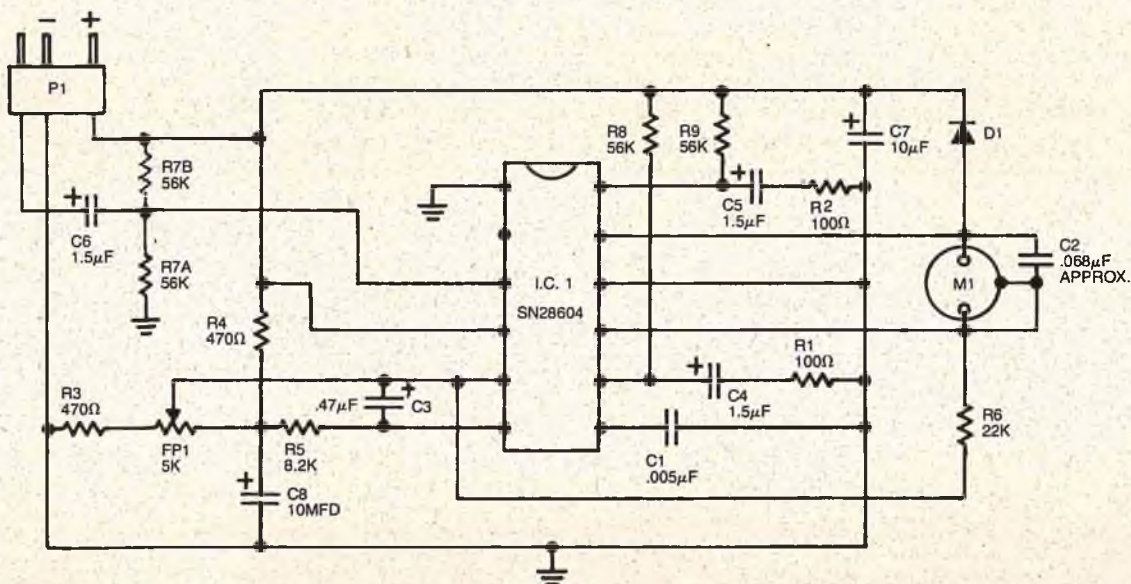 − +
P1
R7B
56K
+
C6
1.5µF
R7A
56K
R4
470Ω
R3
470Ω
FP1
5K
R5
8.2K
+
C8
10MFD
.47µF
+
C3
I.C. 1
SN28604
R8
56K
R9
56K
+
C5
1.5µF
R2
100Ω
+
C7
10µF
D1
C2
.068µF
APPROX.
M1
R1
100Ω
+
C4
1.5µF
C1
.005µF
R6
22K